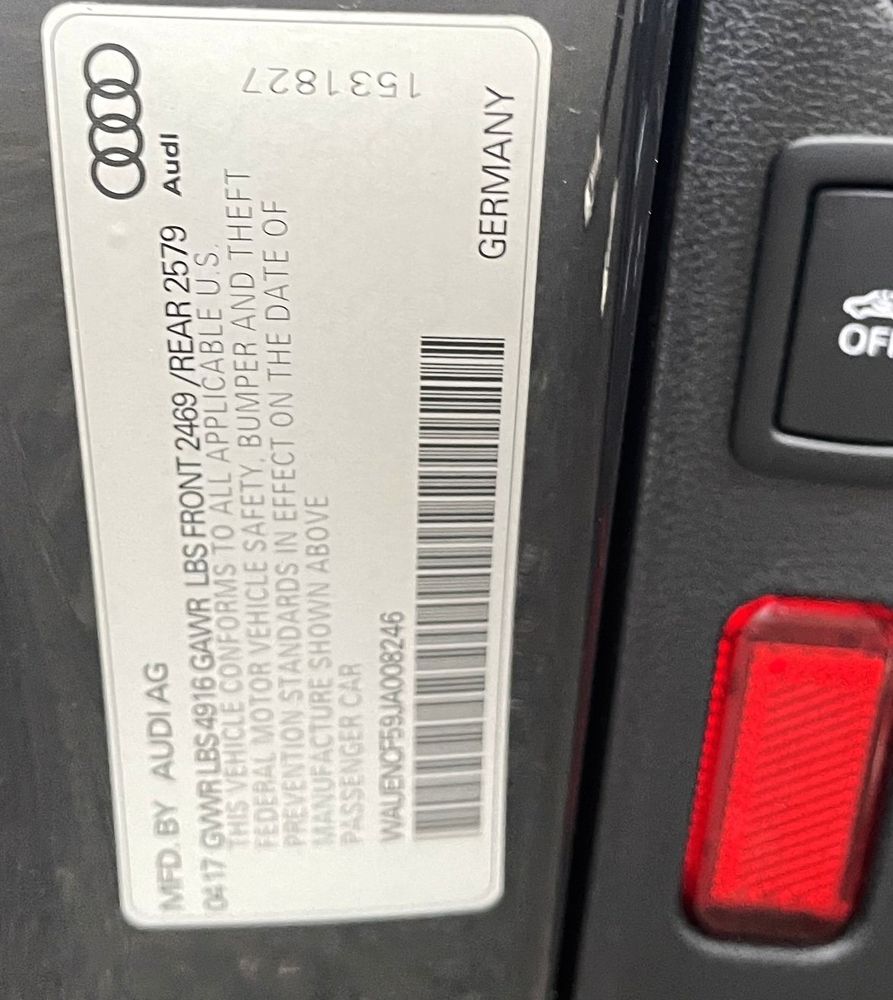 Audi
1531827
MFD. BY AUDI AG
04 17 GVWR LBS 4916 GAWR LBS FRONT 2469 / REAR 2579
THIS VEHICLE CONFORMS TO ALL APPLICABLE U.S.
FEDERAL MOTOR VEHICLE SAFETY, BUMPER AND THEFT
PREVENTION STANDARDS IN EFFECT ON THE DATE OF
MANUFACTURE SHOWN ABOVE
PASSENGER CAR
WAUENCF59JA008246
GERMANY
OFF